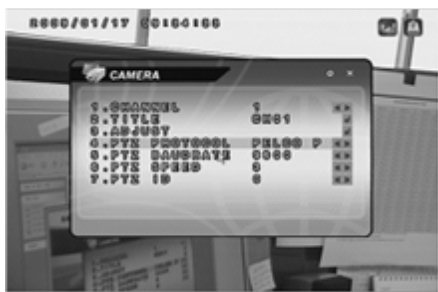 CAMERA
1.CHANNEL 1
2.TITLE CH01
3.ADJUST
4.PTZ PROTOCOL PELCO P
5.PTZ BAUDRATE
6.PTZ SPEED 3
7.PTZ ID